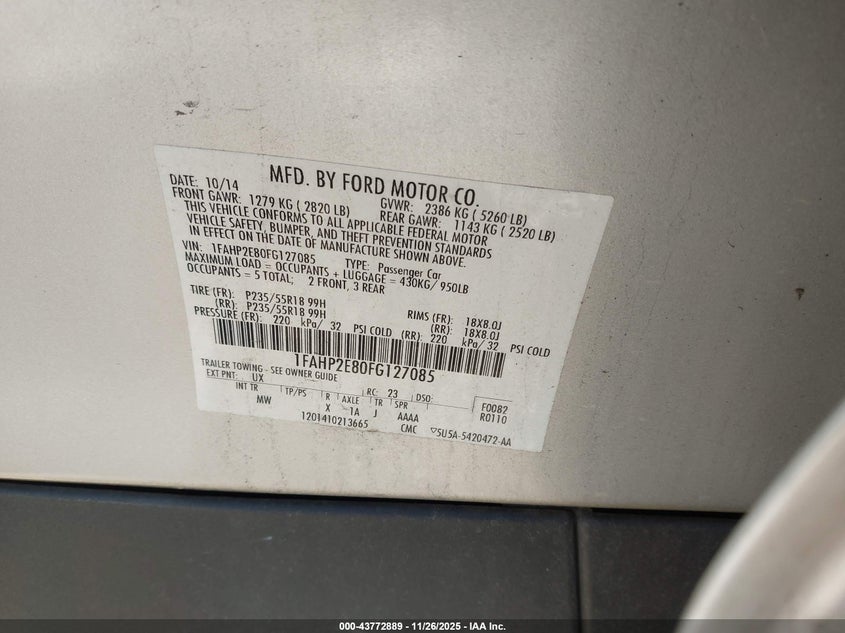 MFD. BY FORD MOTOR CO.
DATE: 10/14 GVWR: 2386 KG ( 5260 LB)
FRONT GAWR: 1279 KG ( 2820 LB) REAR GAWR: 1143 KG ( 2520 LB)
THIS VEHICLE CONFORMS TO ALL APPLICABLE FEDERAL MOTOR
VEHICLE SAFETY, BUMPER, AND THEFT PREVENTION STANDARDS
IN EFFECT ON THE DATE OF MANUFACTURE SHOWN ABOVE.
VIN: 1FAHP2E80FG127085 TYPE: Passenger Car
MAXIMUM LOAD = OCCUPANTS + LUGGAGE = 430KG/ 950LB
OCCUPANTS = 5 TOTAL; 2 FRONT, 3 REAR
TIRE (FR): P235/55R18 99H RIMS (FR): 18X8.0J
(RR): P235/55R18 99H (RR): 18X8.0J
PRESSURE (FR): 220 kPa/ 32 PSI COLD (RR): 220 kPa/ 32 PSI COLD
1FAHP2E80FG127085
TRAILER TOWING - SEE OWNER GUIDE
EXT PNT: UX RC: 23 DSO: F0082
INT TR TP/PS R AXLE TR SPR R0110
MW X 1A J AAAA
1201410213665 CMC ▽5U5A-5420472-AA
000-43772889 - 11/26/2025 - IAA Inc.